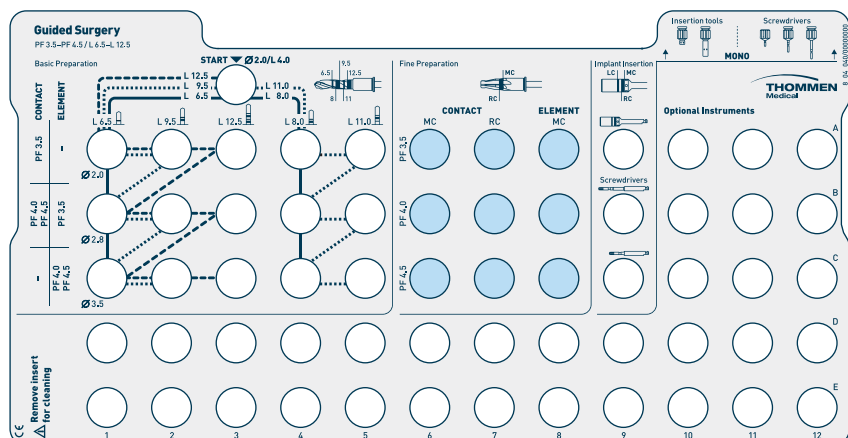 Guided Surgery
PF 3.5–PF 4.5 / L 6.5–L 12.5
Basic Preparation
START Ø 2.0/L 4.0
L 12.5
L 9.5
L 6.5
L 11.0
L 8.0
6.5
9.5
12.5
8
11
CONTACT
ELEMENT
L 6.5
L 9.5
L 12.5
L 8.0
L 11.0
PF 3.5
–
Ø 2.0
PF 4.0
PF 4.5
PF 3.5
Ø 2.8
–
PF 4.0
PF 4.5
Ø 3.5
Fine Preparation
MC
RC
CONTACT
ELEMENT
MC
RC
MC
PF 3.5
PF 4.0
PF 4.5
Implant Insertion
LC
MC
RC
Screwdrivers
Insertion tools
Screwdrivers
MONO
THOMMEN
Medical
Optional Instruments
8 04 040/00000000
A
B
C
D
E
Remove insert
for cleaning
CE
1 2 3 4 5 6 7 8 9 10 11 12